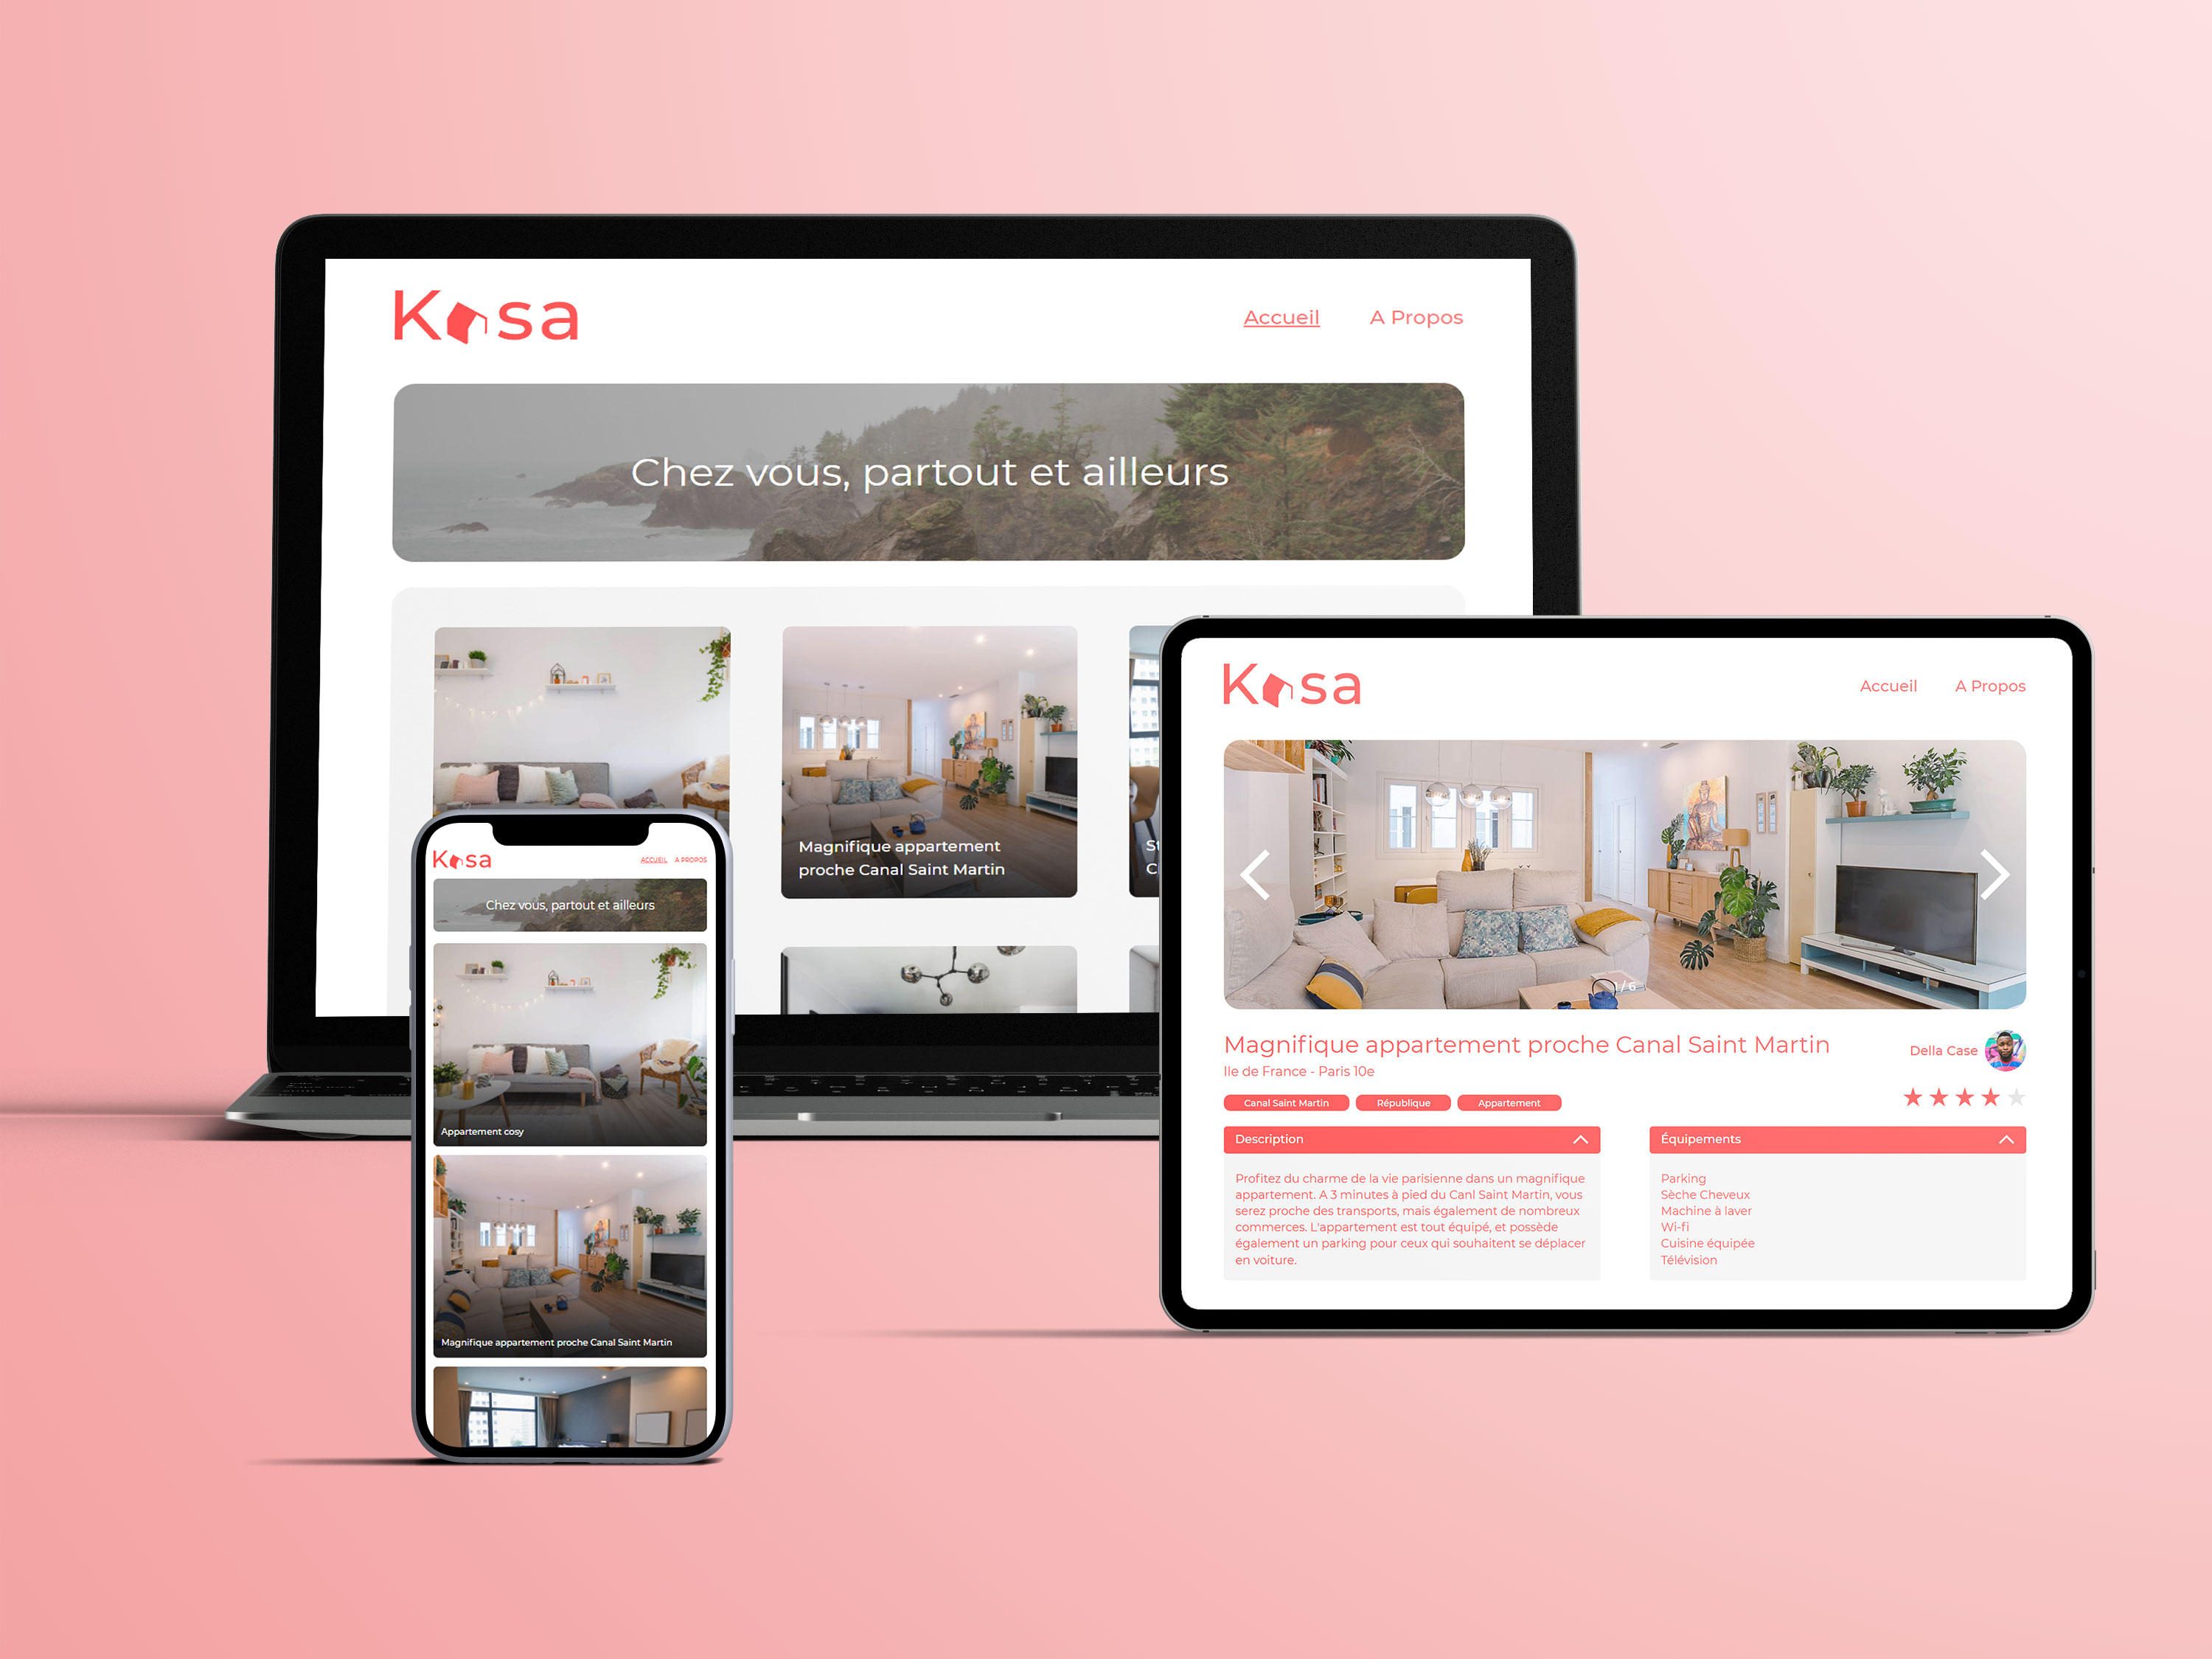 Kasa
Accueil
A Propos
Chez vous, partout et ailleurs
Magnifique appartement
proche Canal Saint Martin
St
C
Kasa
ACCUEIL
A PROPOS
Chez vous, partout et ailleurs
Appartement cosy
Magnifique appartement proche Canal Saint Martin
Kasa
Accueil
A Propos
1 / 6
Magnifique appartement proche Canal Saint Martin
Ile de France - Paris 10e
Della Case
Canal Saint Martin
République
Appartement
Description
Profitez du charme de la vie parisienne dans un magnifique
appartement. A 3 minutes à pied du Canl Saint Martin, vous
serez proche des transports, mais également de nombreux
commerces. L'appartement est tout équipé, et possède
également un parking pour ceux qui souhaitent se déplacer
en voiture.
Équipements
Parking
Sèche Cheveux
Machine à laver
Wi-fi
Cuisine équipée
Télévision